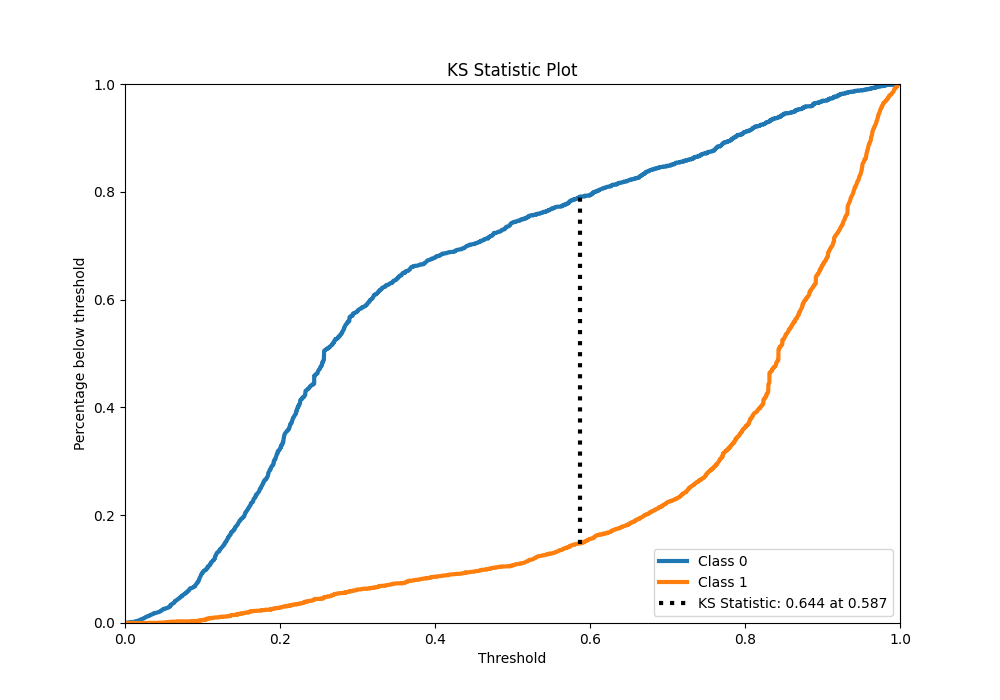 KS Statistic Plot
1.0
0.8
0.6
0.4
0.2
0.0
Percentage below threshold
0.0 0.2 0.4 0.6 0.8 1.0
Threshold
Class 0
Class 1
KS Statistic: 0.644 at 0.587